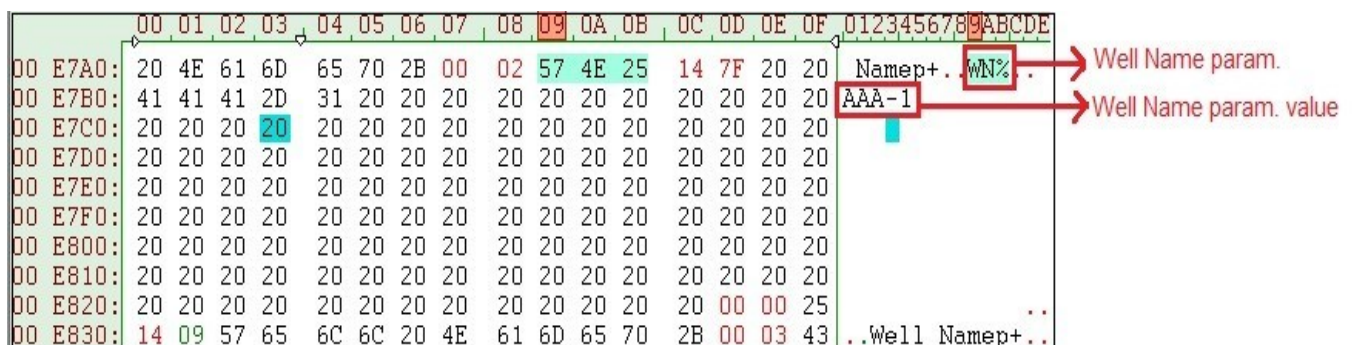 00 01 02 03 04 05 06 07 08 09 0A 0B 0C 0D 0E 0F 0123456789ABCDE
00 E7A0: 20 4E 61 6D 65 70 2B 00 02 57 4E 25 14 7F 20 20 Namep+..WN%..
Well Name param.
00 E7B0: 41 41 41 2D 31 20 20 20 20 20 20 20 20 20 20 20 AAA-1
Well Name param. value
00 E7C0: 20 20 20 20 20 20 20 20 20 20 20 20 20 20 20 20
00 E7D0: 20 20 20 20 20 20 20 20 20 20 20 20 20 20 20 20
00 E7E0: 20 20 20 20 20 20 20 20 20 20 20 20 20 20 20 20
00 E7F0: 20 20 20 20 20 20 20 20 20 20 20 20 20 20 20 20
00 E800: 20 20 20 20 20 20 20 20 20 20 20 20 20 20 20 20
00 E810: 20 20 20 20 20 20 20 20 20 20 20 20 20 20 20 20
00 E820: 20 20 20 20 20 20 20 20 20 20 20 20 20 00 00 25 ..
00 E830: 14 09 57 65 6C 6C 20 4E 61 6D 65 70 2B 00 03 43 ..Well Namep+..